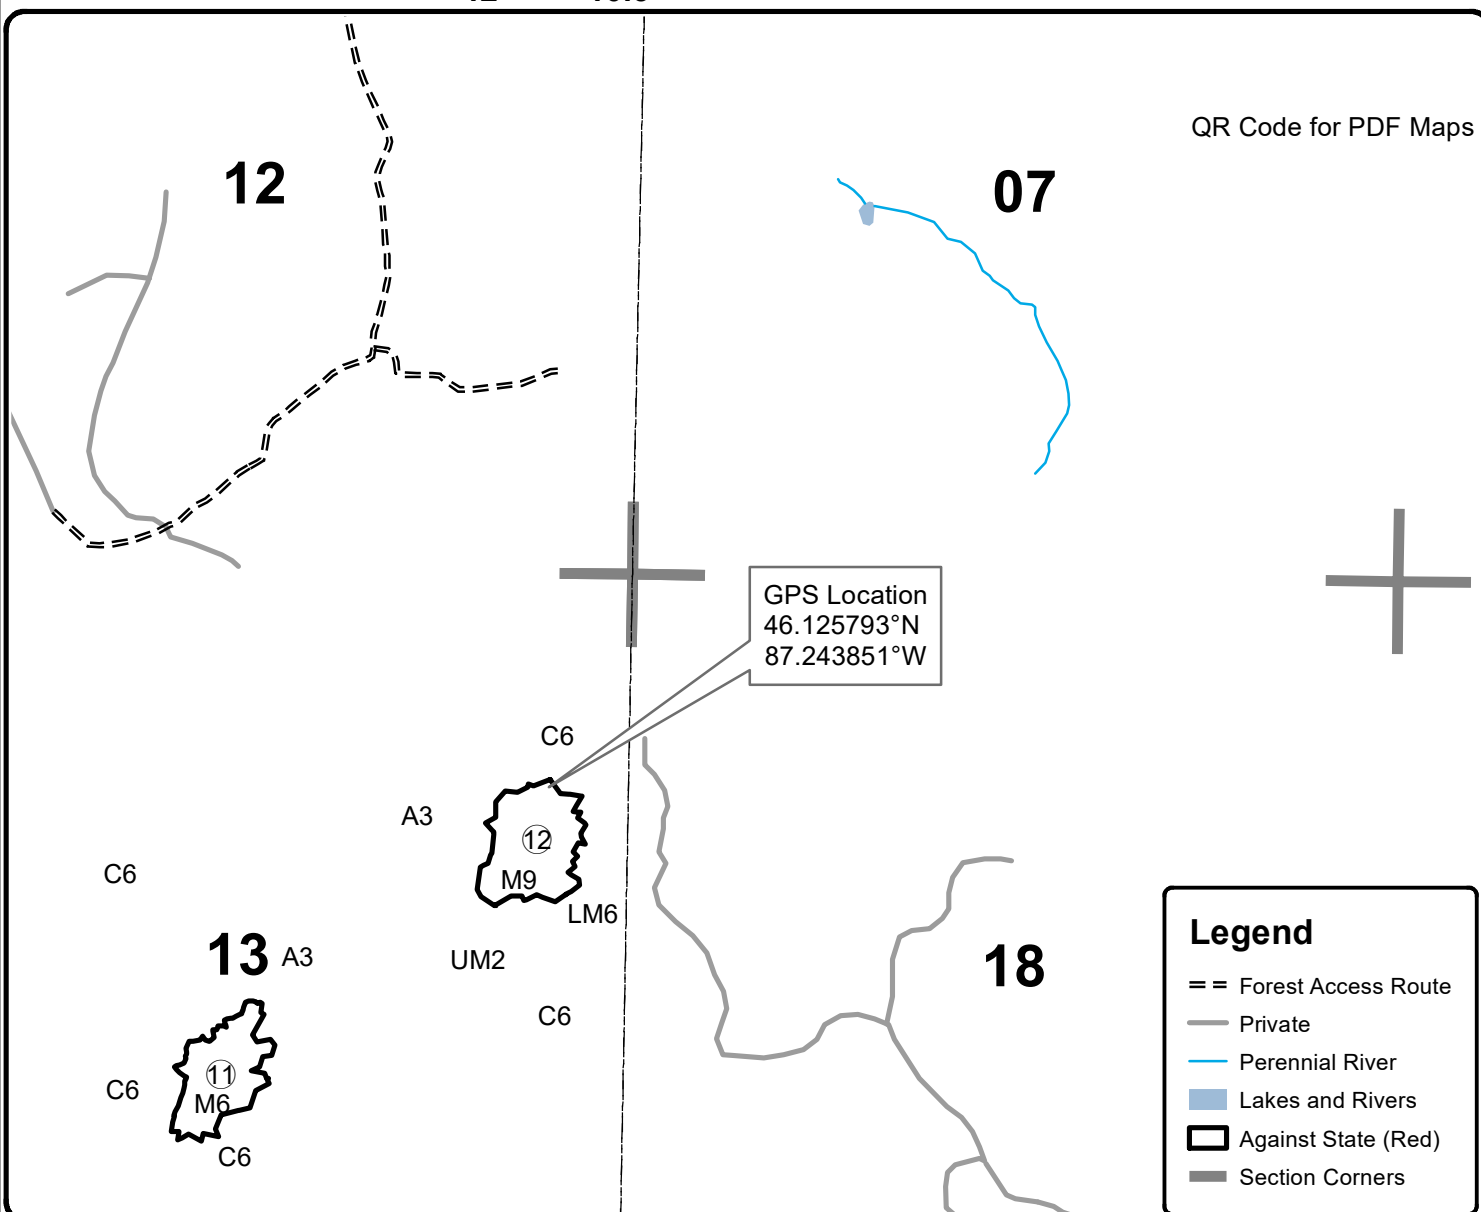 QR Code for PDF Maps
12
07
GPS Location
46.125793°N
87.243851°W
C6
A3
12
C6
M9
LM6
13
A3
UM2
18
C6
11
C6
M6
C6
Legend
Forest Access Route
Private
Perennial River
Lakes and Rivers
Against State (Red)
Section Corners